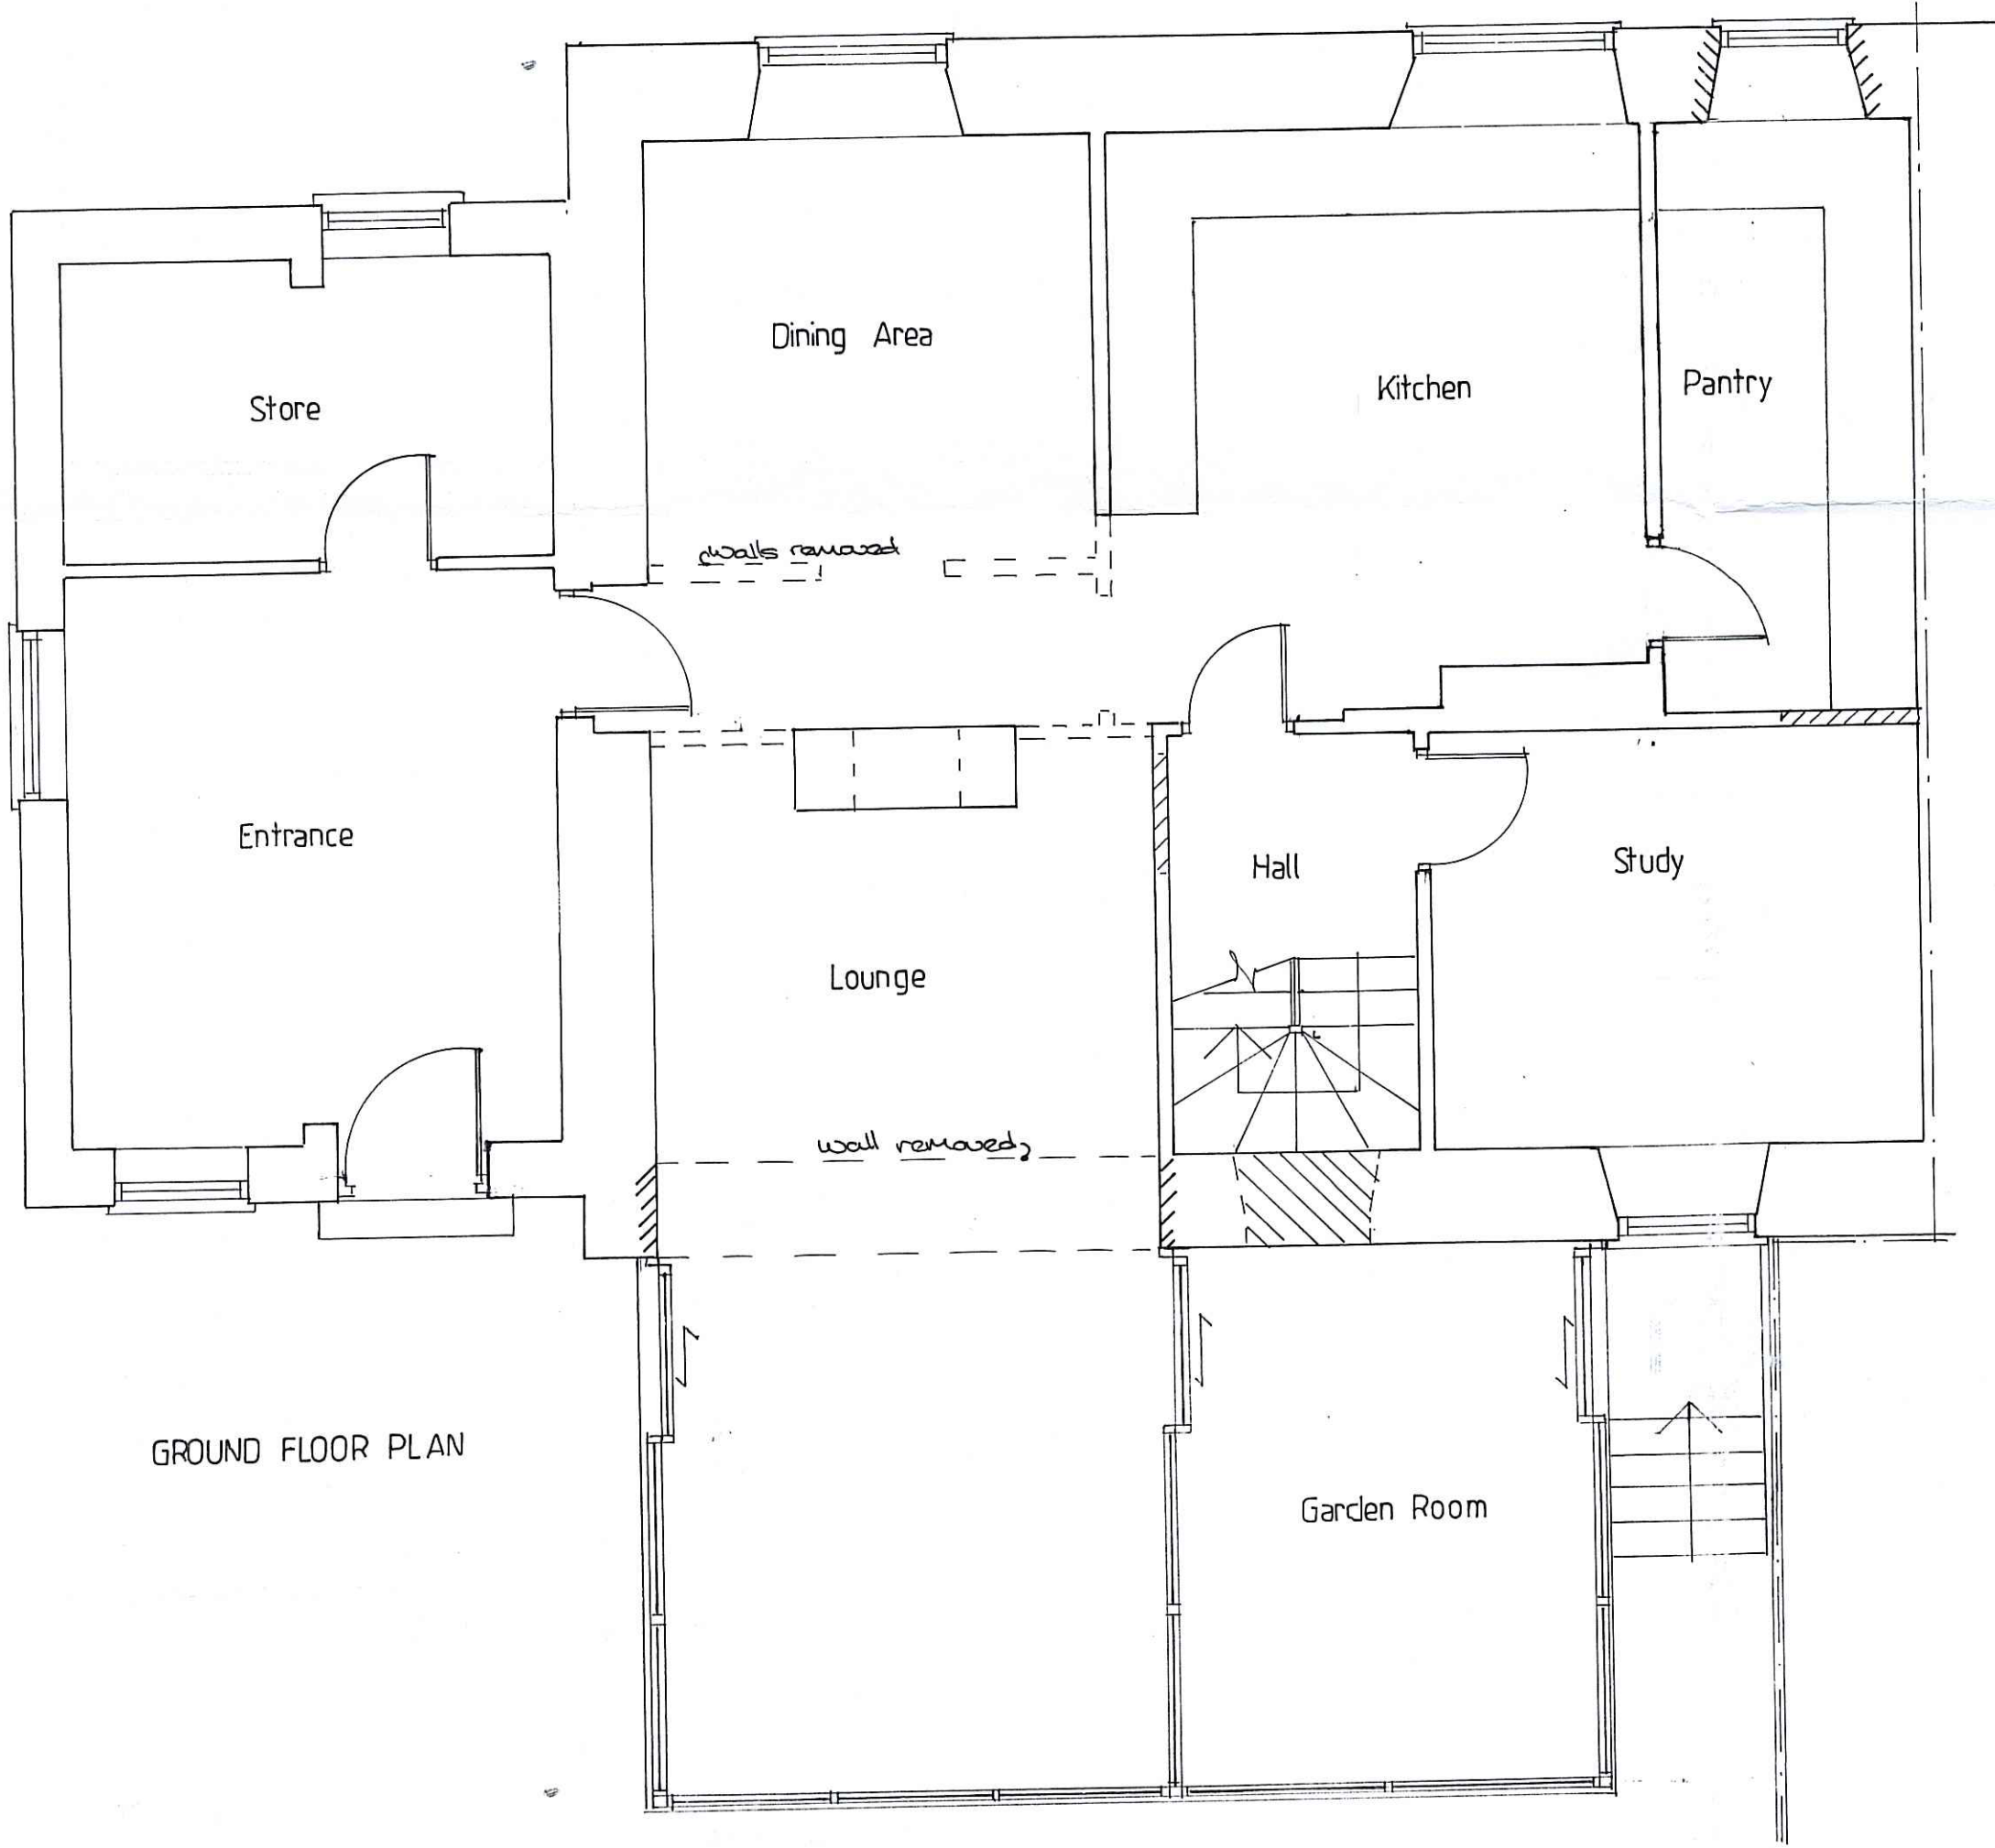 Dining Area
Kitchen
Pantry
Store
walls removed
Entrance
Hall
Study
Lounge
wall removed
GROUND FLOOR PLAN
Garden Room